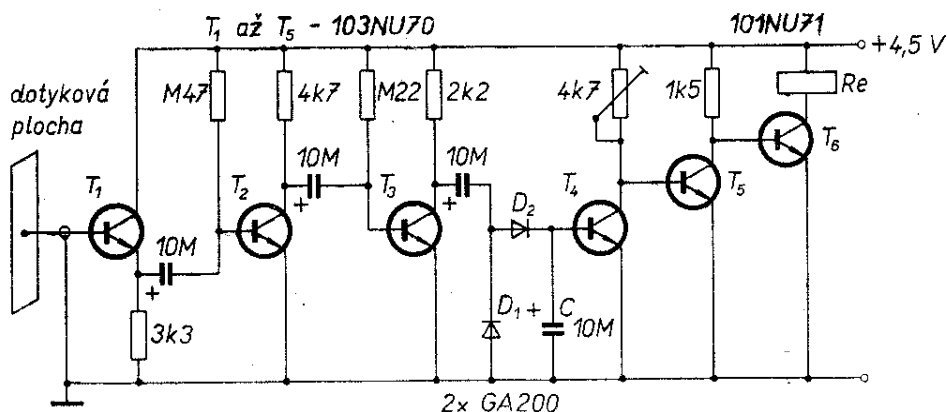 T₁ až T₅ - 103NU70
101NU71
+4,5 V
dotyková
plocha
M47
4k7
M22
2k2
4k7
1k5
Re
10M
10M
T₁
T₂
T₃
T₄
T₅
T₆
10M
+
+
+
D₂
3k3
D₁
+
C
10M
2x GA200